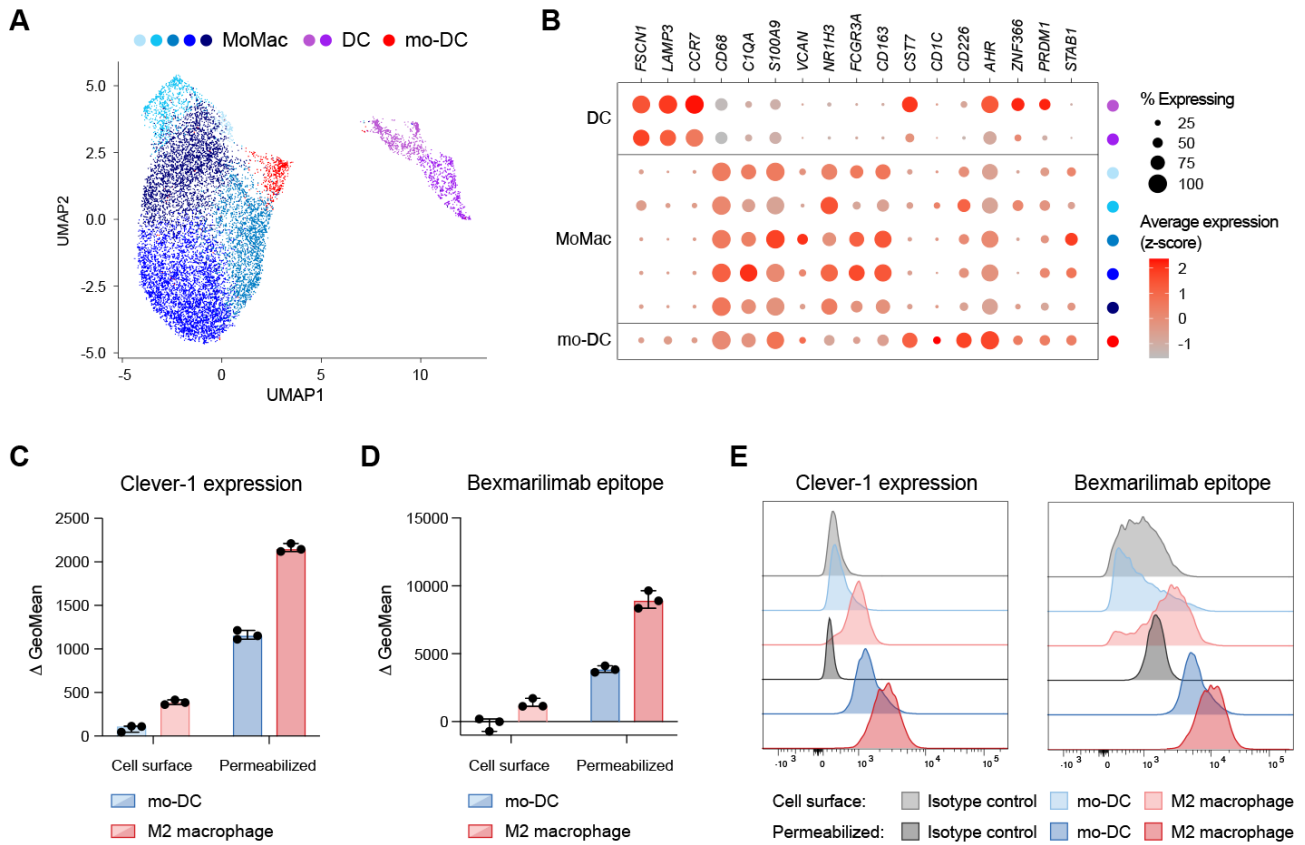 A
MoMac DC mo-DC
5.0
2.5
0.0
-2.5
-5.0
UMAP2
-5 0 5 10
UMAP1
B
FSCN1 LAMP3 CCR7 CD68 C1QA S100A9 VCAN NR1H3 FCGR3A CD163 CST7 CD1C CD226 AHR ZNF366 PRDM1 STAB1
DC
MoMac
mo-DC
% Expressing
25
50
75
100
Average expression
(z-score)
2
1
0
-1
C
Clever-1 expression
2500
2000
1500
1000
500
0
Δ GeoMean
Cell surface Permeabilized
mo-DC
M2 macrophage
D
Bexmarilimab epitope
15000
10000
5000
0
Δ GeoMean
Cell surface Permeabilized
mo-DC
M2 macrophage
E
Clever-1 expression Bexmarilimab epitope
-10³ 0 10³ 10⁴ 10⁵
-10³ 0 10³ 10⁴ 10⁵
Cell surface: Isotype control mo-DC M2 macrophage
Permeabilized: Isotype control mo-DC M2 macrophage